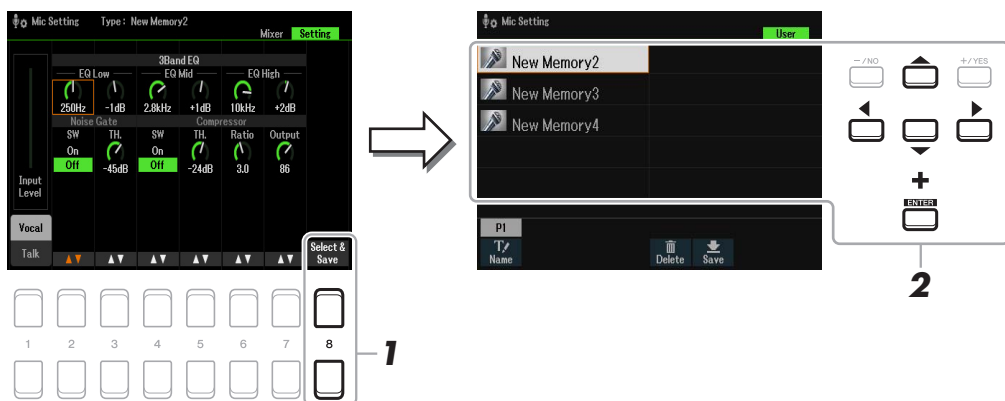 Mic Setting Type : New Memory2
Mixer Setting
3Band EQ
EQ Low EQ Mid EQ High
250Hz -1dB 2.8kHz +1dB 10kHz +2dB
Noise Gate Compressor
SW TH. SW TH. Ratio Output
On On
Off -45dB Off -24dB 3.0 86
Input
Level
Vocal
Talk
Select &
Save
1 2 3 4 5 6 7 8
1
Mic Setting
User
New Memory2
New Memory3
New Memory4
P1
Name Delete Save
−/NO +/YES
+
ENTER
2